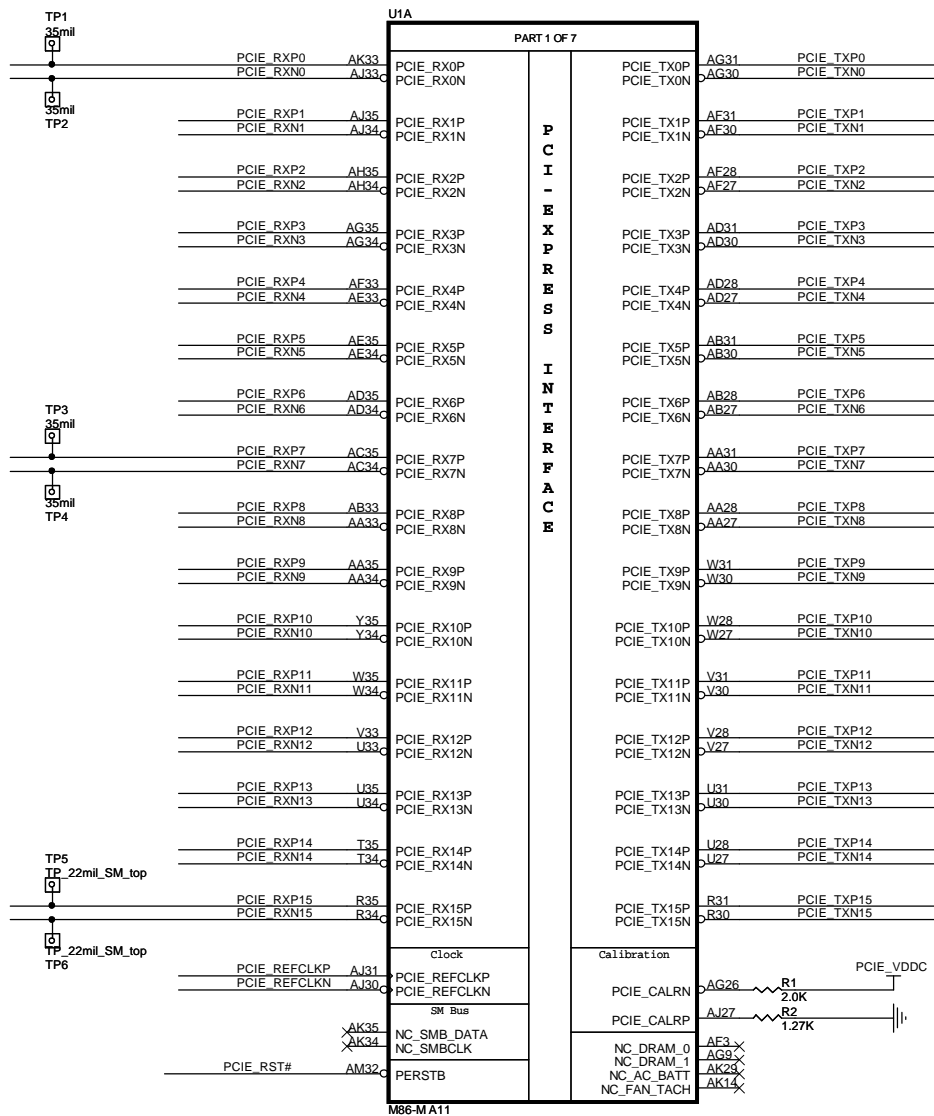 TP1
35mil
35mil
TP2
U1A
PART 1 OF 7
PCI-EXPRESS INTERFACE
PCIE_RXP0 AK33 PCIE_RX0P PCIE_TX0P AG31 PCIE_TXP0
PCIE_RXN0 AJ33 PCIE_RX0N PCIE_TX0N AG30 PCIE_TXN0
PCIE_RXP1 AJ35 PCIE_RX1P PCIE_TX1P AF31 PCIE_TXP1
PCIE_RXN1 AJ34 PCIE_RX1N PCIE_TX1N AF30 PCIE_TXN1
PCIE_RXP2 AH35 PCIE_RX2P PCIE_TX2P AF28 PCIE_TXP2
PCIE_RXN2 AH34 PCIE_RX2N PCIE_TX2N AF27 PCIE_TXN2
PCIE_RXP3 AG35 PCIE_RX3P PCIE_TX3P AD31 PCIE_TXP3
PCIE_RXN3 AG34 PCIE_RX3N PCIE_TX3N AD30 PCIE_TXN3
PCIE_RXP4 AF33 PCIE_RX4P PCIE_TX4P AD28 PCIE_TXP4
PCIE_RXN4 AE33 PCIE_RX4N PCIE_TX4N AD27 PCIE_TXN4
PCIE_RXP5 AE35 PCIE_RX5P PCIE_TX5P AB31 PCIE_TXP5
PCIE_RXN5 AE34 PCIE_RX5N PCIE_TX5N AB30 PCIE_TXN5
PCIE_RXP6 AD35 PCIE_RX6P PCIE_TX6P AB28 PCIE_TXP6
PCIE_RXN6 AD34 PCIE_RX6N PCIE_TX6N AB27 PCIE_TXN6
TP3
35mil
PCIE_RXP7 AC35 PCIE_RX7P PCIE_TX7P AA31 PCIE_TXP7
PCIE_RXN7 AC34 PCIE_RX7N PCIE_TX7N AA30 PCIE_TXN7
35mil
TP4
PCIE_RXP8 AB33 PCIE_RX8P PCIE_TX8P AA28 PCIE_TXP8
PCIE_RXN8 AA33 PCIE_RX8N PCIE_TX8N AA27 PCIE_TXN8
PCIE_RXP9 AA35 PCIE_RX9P PCIE_TX9P W31 PCIE_TXP9
PCIE_RXN9 AA34 PCIE_RX9N PCIE_TX9N W30 PCIE_TXN9
PCIE_RXP10 Y35 PCIE_RX10P PCIE_TX10P W28 PCIE_TXP10
PCIE_RXN10 Y34 PCIE_RX10N PCIE_TX10N W27 PCIE_TXN10
PCIE_RXP11 W35 PCIE_RX11P PCIE_TX11P V31 PCIE_TXP11
PCIE_RXN11 W34 PCIE_RX11N PCIE_TX11N V30 PCIE_TXN11
PCIE_RXP12 V33 PCIE_RX12P PCIE_TX12P V28 PCIE_TXP12
PCIE_RXN12 U33 PCIE_RX12N PCIE_TX12N V27 PCIE_TXN12
PCIE_RXP13 U35 PCIE_RX13P PCIE_TX13P U31 PCIE_TXP13
PCIE_RXN13 U34 PCIE_RX13N PCIE_TX13N U30 PCIE_TXN13
PCIE_RXP14 T35 PCIE_RX14P PCIE_TX14P U28 PCIE_TXP14
PCIE_RXN14 T34 PCIE_RX14N PCIE_TX14N U27 PCIE_TXN14
TP5
TP_22mil_SM_top
PCIE_RXP15 R35 PCIE_RX15P PCIE_TX15P R31 PCIE_TXP15
PCIE_RXN15 R34 PCIE_RX15N PCIE_TX15N R30 PCIE_TXN15
TP_22mil_SM_top
TP6
Clock Calibration
PCIE_VDDC
PCIE_REFCLKP AJ31 PCIE_REFCLKP
PCIE_REFCLKN AJ30 PCIE_REFCLKN PCIE_CALRN AG26 R1
2.0K
SM Bus
PCIE_CALRP AJ27 R2
1.27K
AK35 NC_SMB_DATA
AK34 NC_SMBCLK
NC_DRAM_0 AF3
NC_DRAM_1 AG9
PCIE_RST# AM32 PERSTB NC_AC_BATT AK29
NC_FAN_TACH AK14
M86-M A11